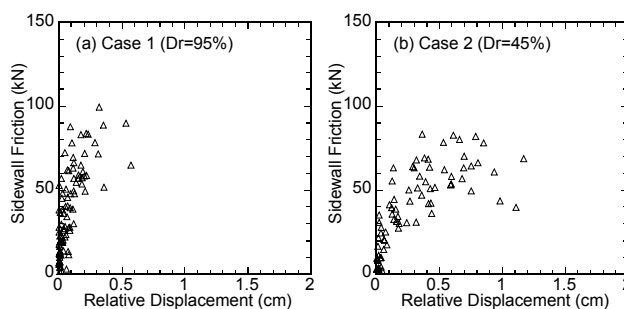 (a) Case 1 (Dr=95%)
Sidewall Friction (kN)
150
100
50
0
0 0.5 1 1.5 2
Relative Displacement (cm)
(b) Case 2 (Dr=45%)
Sidewall Friction (kN)
150
100
50
0
0 0.5 1 1.5 2
Relative Displacement (cm)